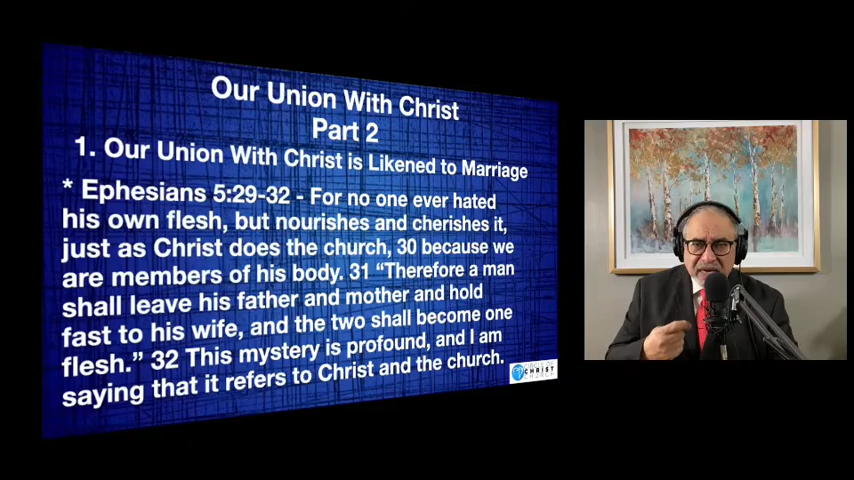 Our Union With Christ
Part 2
1. Our Union With Christ is Likened to Marriage
* Ephesians 5:29-32 - For no one ever hated
his own flesh, but nourishes and cherishes it,
just as Christ does the church, 30 because we
are members of his body. 31 “Therefore a man
shall leave his father and mother and hold
fast to his wife, and the two shall become one
flesh.” 32 This mystery is profound, and I am
saying that it refers to Christ and the church.
CIRCLE OF
CHRIST
CHURCH